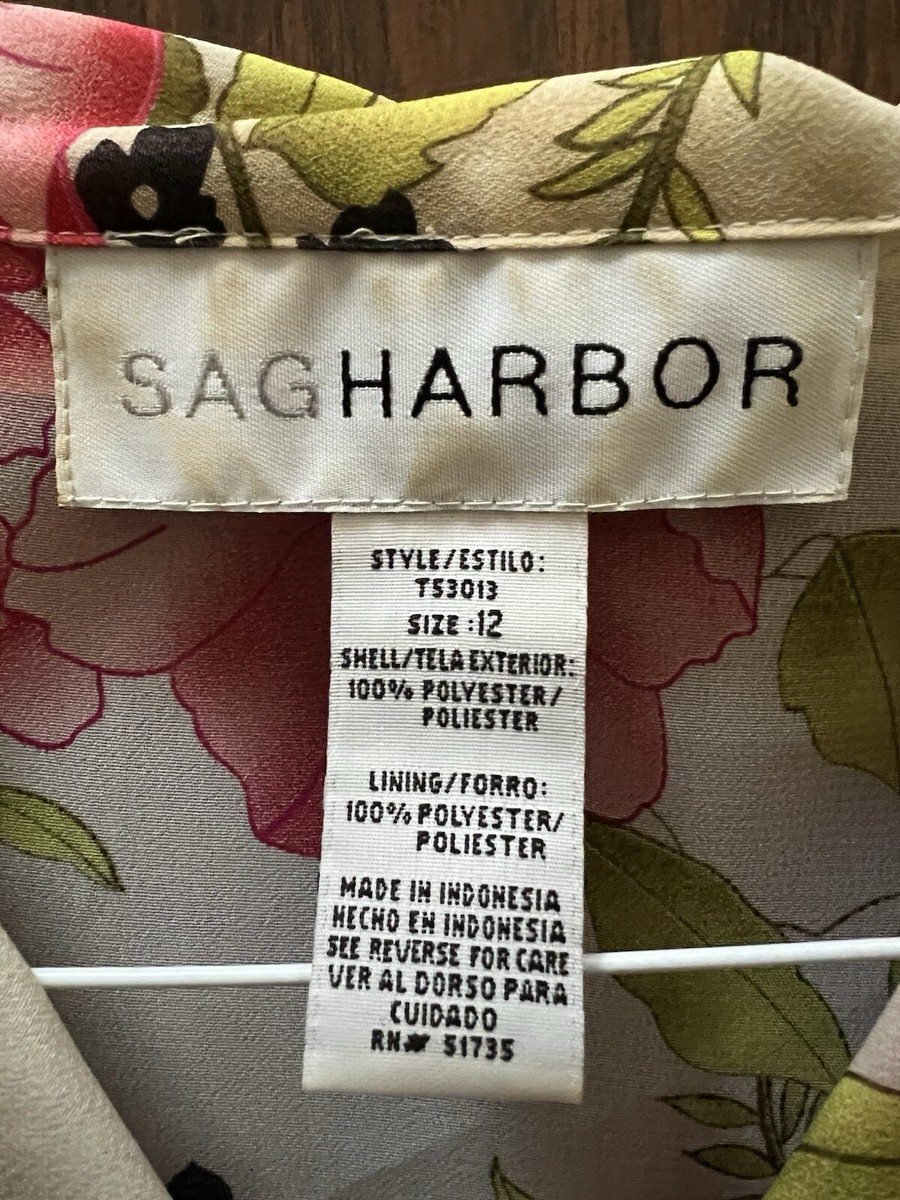 SAGHARBOR
STYLE/ESTILO:
TS3013
SIZE :12
SHELL/TELA EXTERIOR:
100% POLYESTER/
POLIESTER
LINING/FORRO:
100% POLYESTER/
POLIESTER
MADE IN INDONESIA
HECHO EN INDONESIA
SEE REVERSE FOR CARE
VER AL DORSO PARA
CUIDADO
RN# 51735